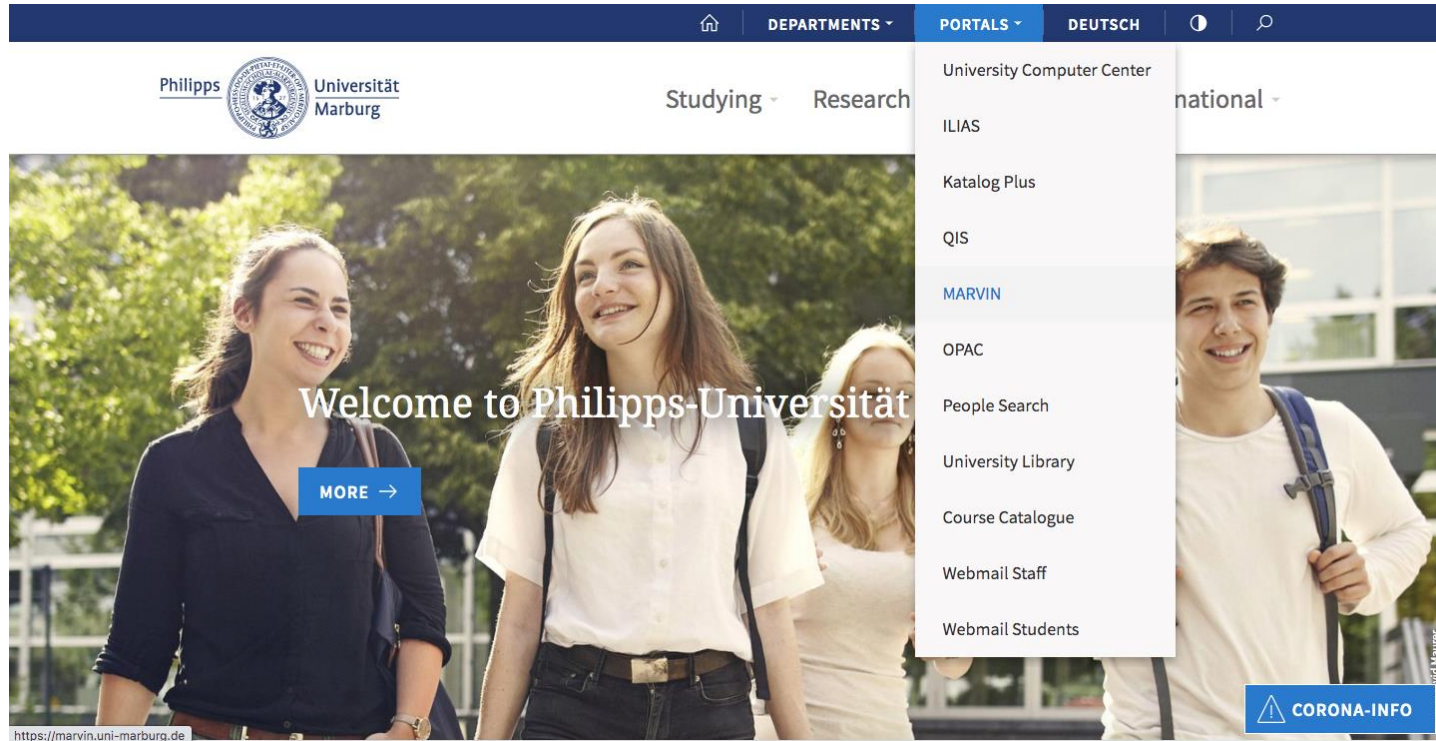 DEPARTMENTS
PORTALS
DEUTSCH
Philipps
Universität
Marburg
Studying
Research
national
University Computer Center
ILIAS
Katalog Plus
QIS
MARVIN
OPAC
People Search
University Library
Course Catalogue
Webmail Staff
Webmail Students
Welcome to Philipps-Universität
MORE →
Maurer
CORONA-INFO
https://marvin.uni-marburg.de